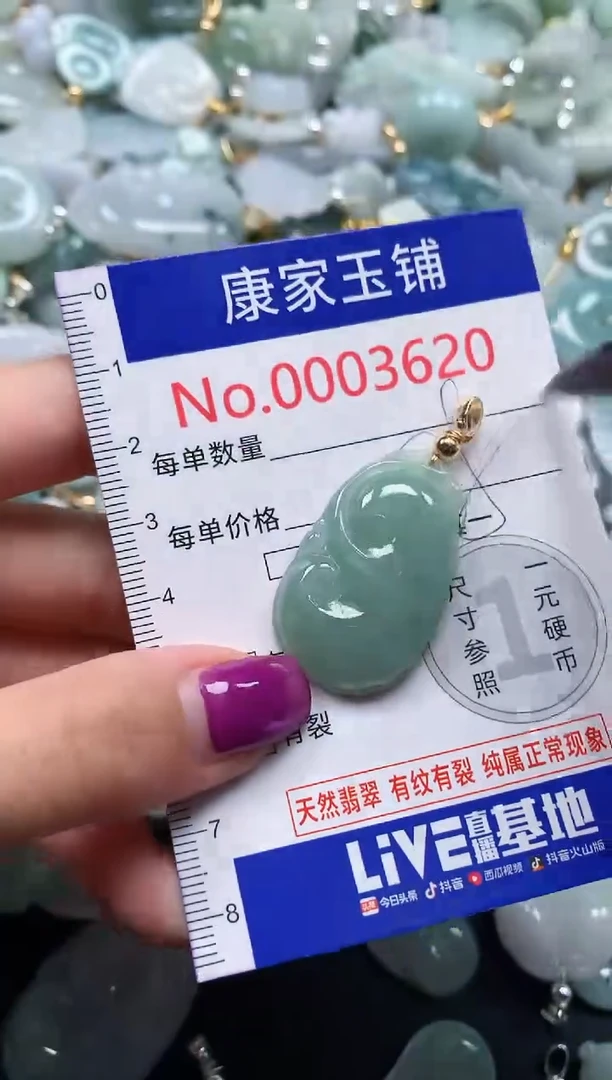 康家玉铺
No.0003620
0
1
2
3
4
7
8
每单数量
每单价格
一元硬币
尺寸参照
1
有裂
天然翡翠 有纹有裂 纯属正常现象
LiVE直播基地
今日头条 抖音 西瓜视频 抖音火山版